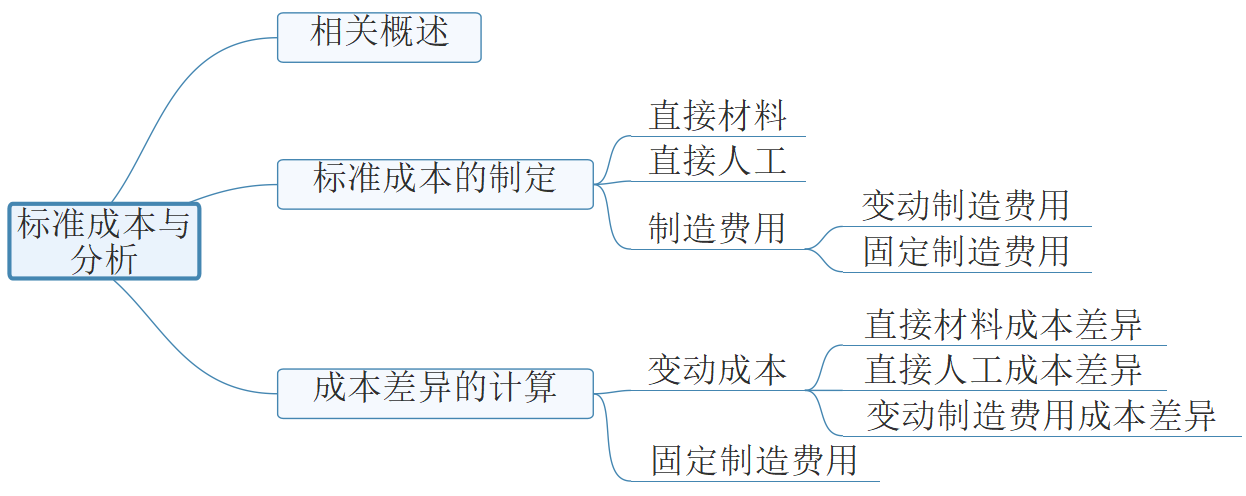 标准成本与
分析
相关概述
标准成本的制定
直接材料
直接人工
制造费用
变动制造费用
固定制造费用
成本差异的计算
变动成本
直接材料成本差异
直接人工成本差异
变动制造费用成本差异
固定制造费用